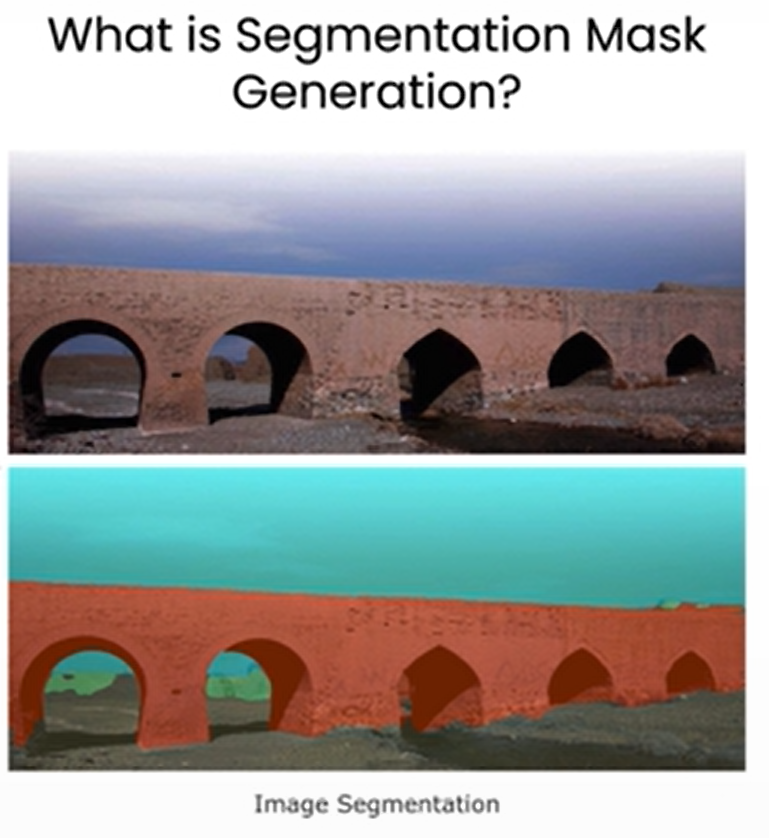 What is Segmentation Mask
Generation?
Image Segmentation